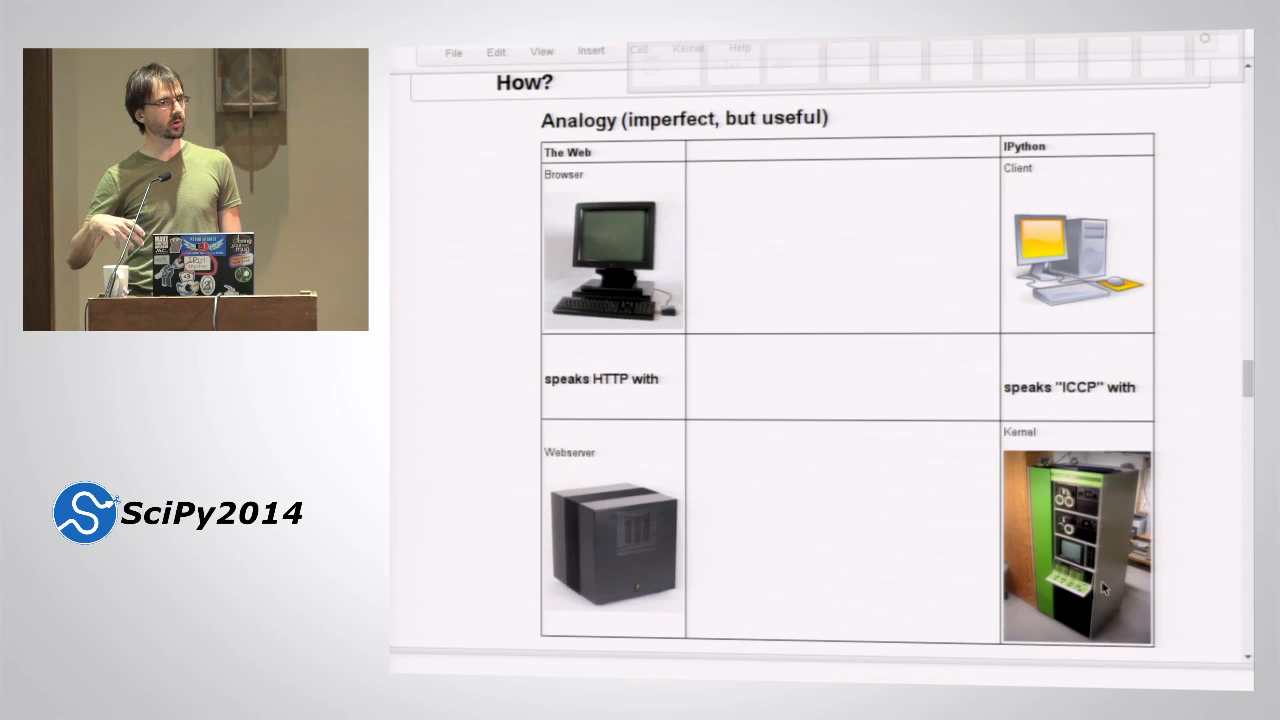 File Edit View Insert Cell Kernel Help
How?
Analogy (imperfect, but useful)
The Web
IPython
Browser
Client
speaks HTTP with
speaks "ICCP" with
Webserver
Kernel
SciPy2014